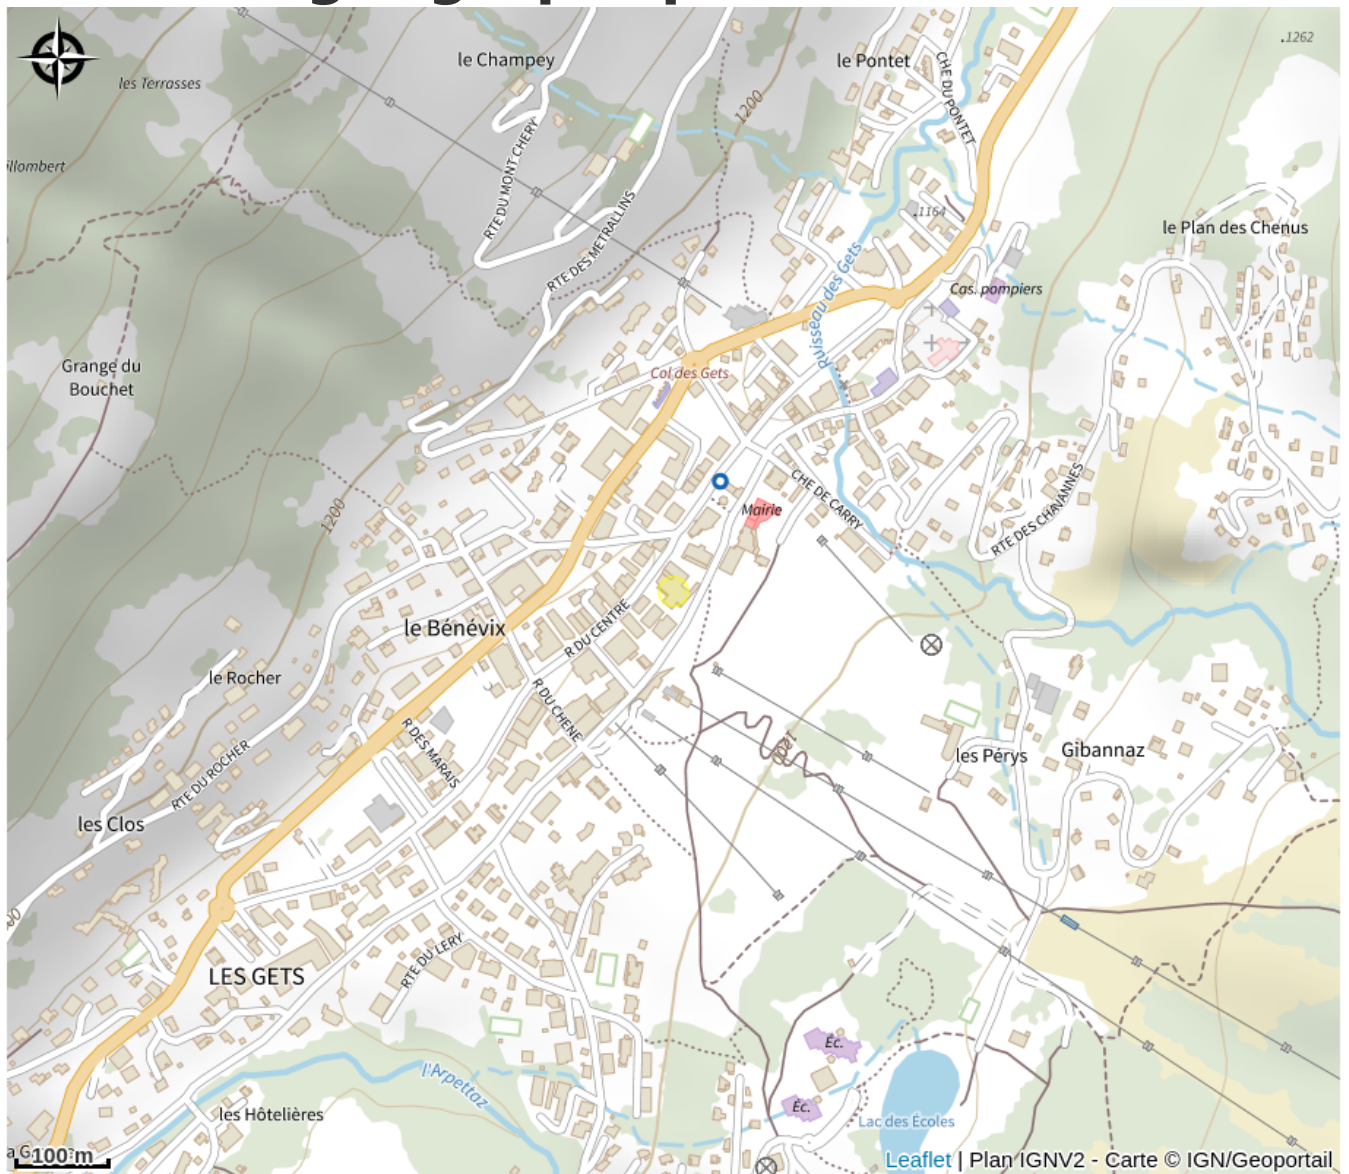 le Champey
le Pontet
.1262
les Terrasses
CHE DU PONTET
1200
RTE DU MONT CHERY
illombert
RTE DES METRALLINS
.1164
le Plan des Chenus
Ruisseau des Gets
Cas. pompiers
Grange du
Bouchet
Col des Gets
CHE DE CARRY
RTE DES CHAVANNES
1200
Mairie
le Bénévix
R DU CENTRE
le Rocher
R DU CHENE
R DES MARAIS
les Pérys
Gibannaz
RTE DU ROCHER
les Clos
RTE DU LERY
LES GETS
Éc.
l'Arpettaz
Éc.
les Hôtelières
Lac des Écoles
100 m
Leaflet | Plan IGNV2 - Carte © IGN/Geoportail